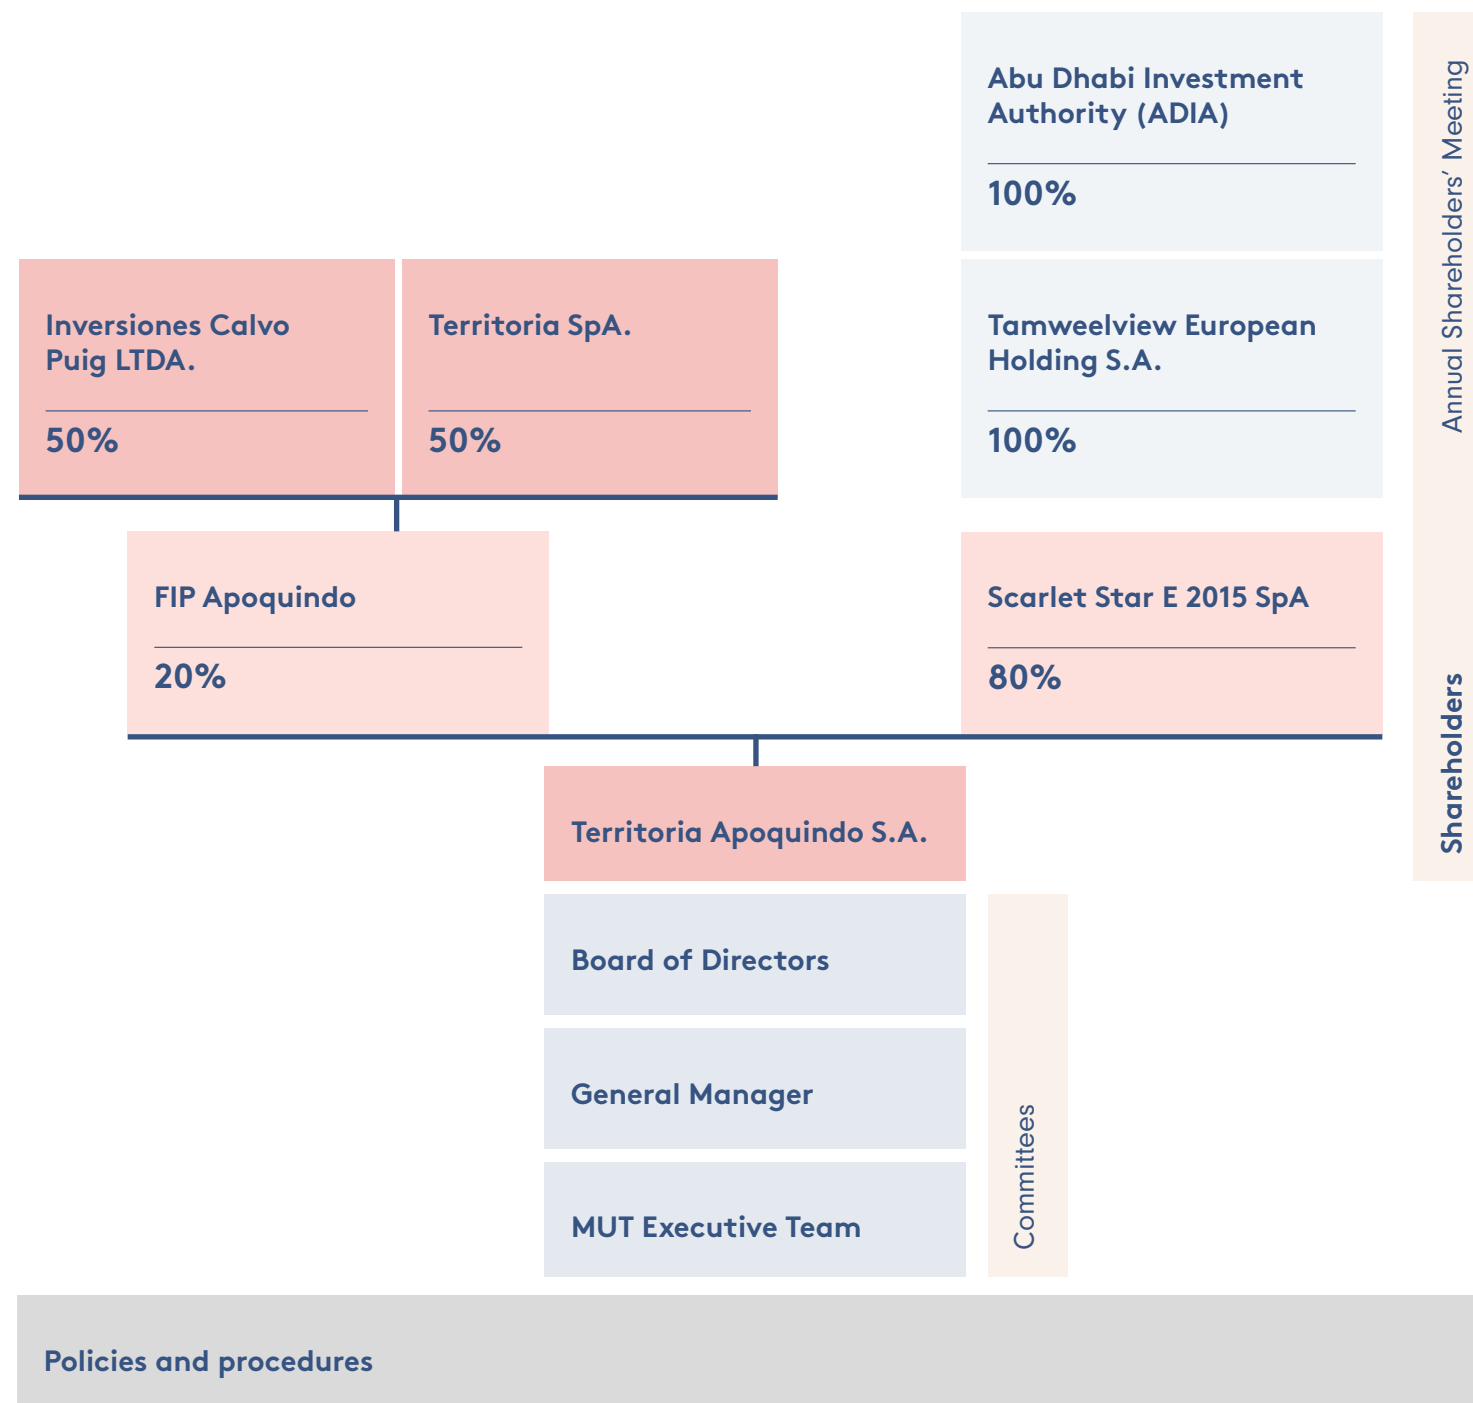 Abu Dhabi Investment
Authority (ADIA)
100%
Inversiones Calvo
Puig LTDA.
50%
Territoria SpA.
50%
Tamweelview European
Holding S.A.
100%
FIP Apoquindo
20%
Scarlet Star E 2015 SpA
80%
Shareholders
Annual Shareholders’ Meeting
Territoria Apoquindo S.A.
Board of Directors
General Manager
MUT Executive Team
Committees
Policies and procedures